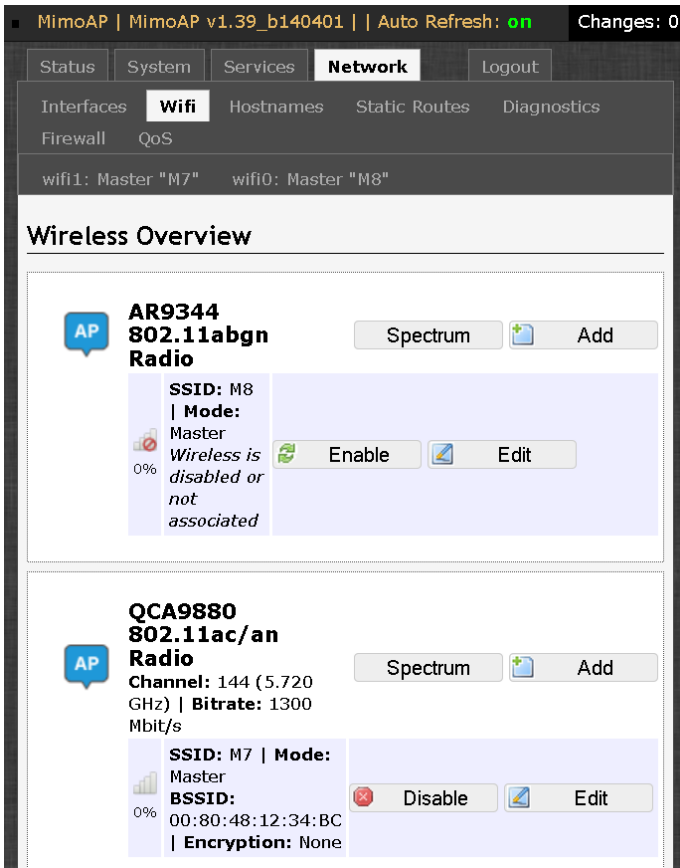 MimoAP | MimoAP v1.39_b140401 | | Auto Refresh: on Changes: 0
Status System Services Network Logout
Interfaces Wifi Hostnames Static Routes Diagnostics
Firewall QoS
wifi1: Master "M7" wifi0: Master "M8"
Wireless Overview
AP
AR9344
802.11abgn
Radio
Spectrum Add
0%
SSID: M8
| Mode:
Master
Wireless is
disabled or
not
associated
Enable Edit
AP
QCA9880
802.11ac/an
Radio
Channel: 144 (5.720
GHz) | Bitrate: 1300
Mbit/s
Spectrum Add
0%
SSID: M7 | Mode:
Master
BSSID:
00:80:48:12:34:BC
| Encryption: None
Disable Edit